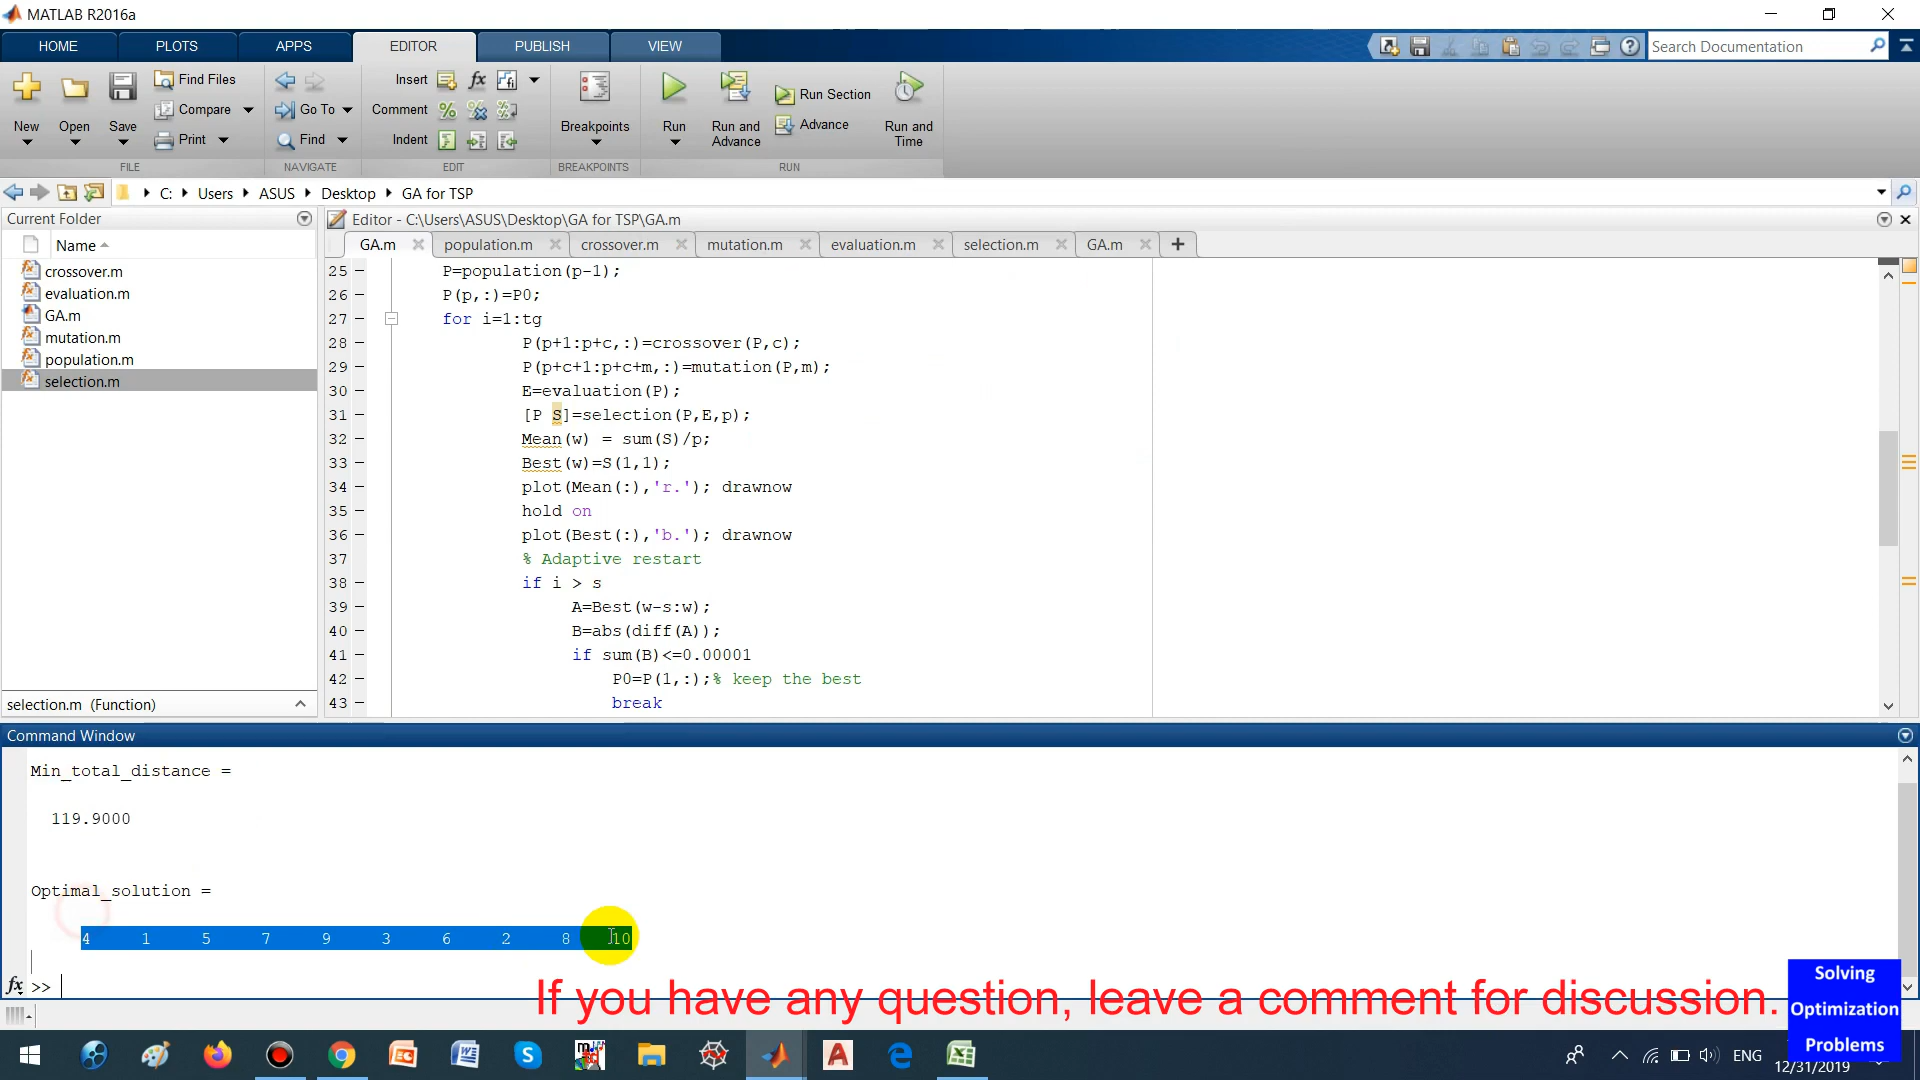 MATLAB R2016a
HOME PLOTS APPS EDITOR PUBLISH VIEW
Search Documentation
New
Open
Save
Find Files
Compare
Print
FILE
Go To
Find
NAVIGATE
Insert
Comment
Indent
EDIT
Breakpoints
BREAKPOINTS
Run
Run and
Advance
Run Section
Advance
Run and
Time
RUN
C: Users ASUS Desktop GA for TSP
Current Folder
Name
crossover.m
evaluation.m
GA.m
mutation.m
population.m
selection.m
selection.m (Function)
Editor - C:\Users\ASUS\Desktop\GA for TSP\GA.m
GA.m population.m crossover.m mutation.m evaluation.m selection.m GA.m
25 P=population(p-1);
26 P(p,:)=P0;
27 for i=1:tg
28 P(p+1:p+c,:)=crossover(P,c);
29 P(p+c+1:p+c+m,:)=mutation(P,m);
30 E=evaluation(P);
31 [P S]=selection(P,E,p);
32 Mean(w) = sum(S)/p;
33 Best(w)=S(1,1);
34 plot(Mean(:),'r.'); drawnow
35 hold on
36 plot(Best(:),'b.'); drawnow
37 % Adaptive restart
38 if i > s
39 A=Best(w-s:w);
40 B=abs(diff(A));
41 if sum(B)<=0.00001
42 P0=P(1,:);% keep the best
43 break
Command Window
Min_total_distance =
119.9000
Optimal_solution =
4 1 5 7 9 3 6 2 8 10
fx >>
If you have any question, leave a comment for discussion.
Solving
Optimization
Problems
ENG
12/31/2019